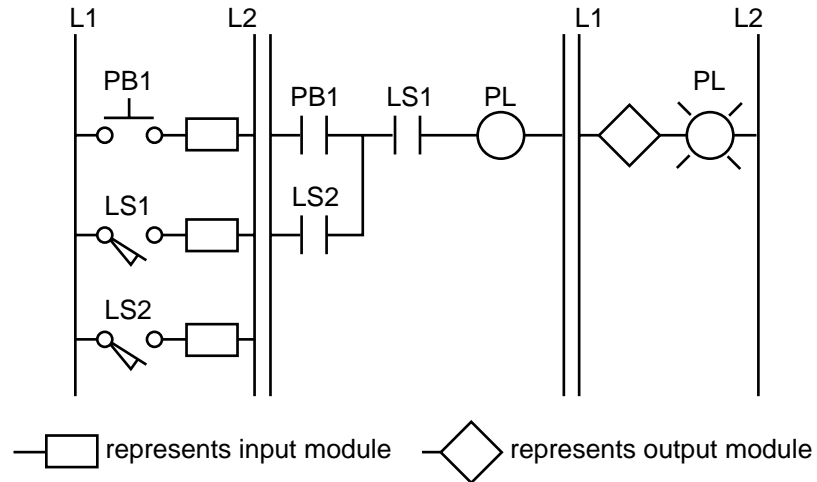 L1 L2 L1 L2
PB1 PB1 LS1 PL PL
LS1 LS2
LS2
represents input module represents output module